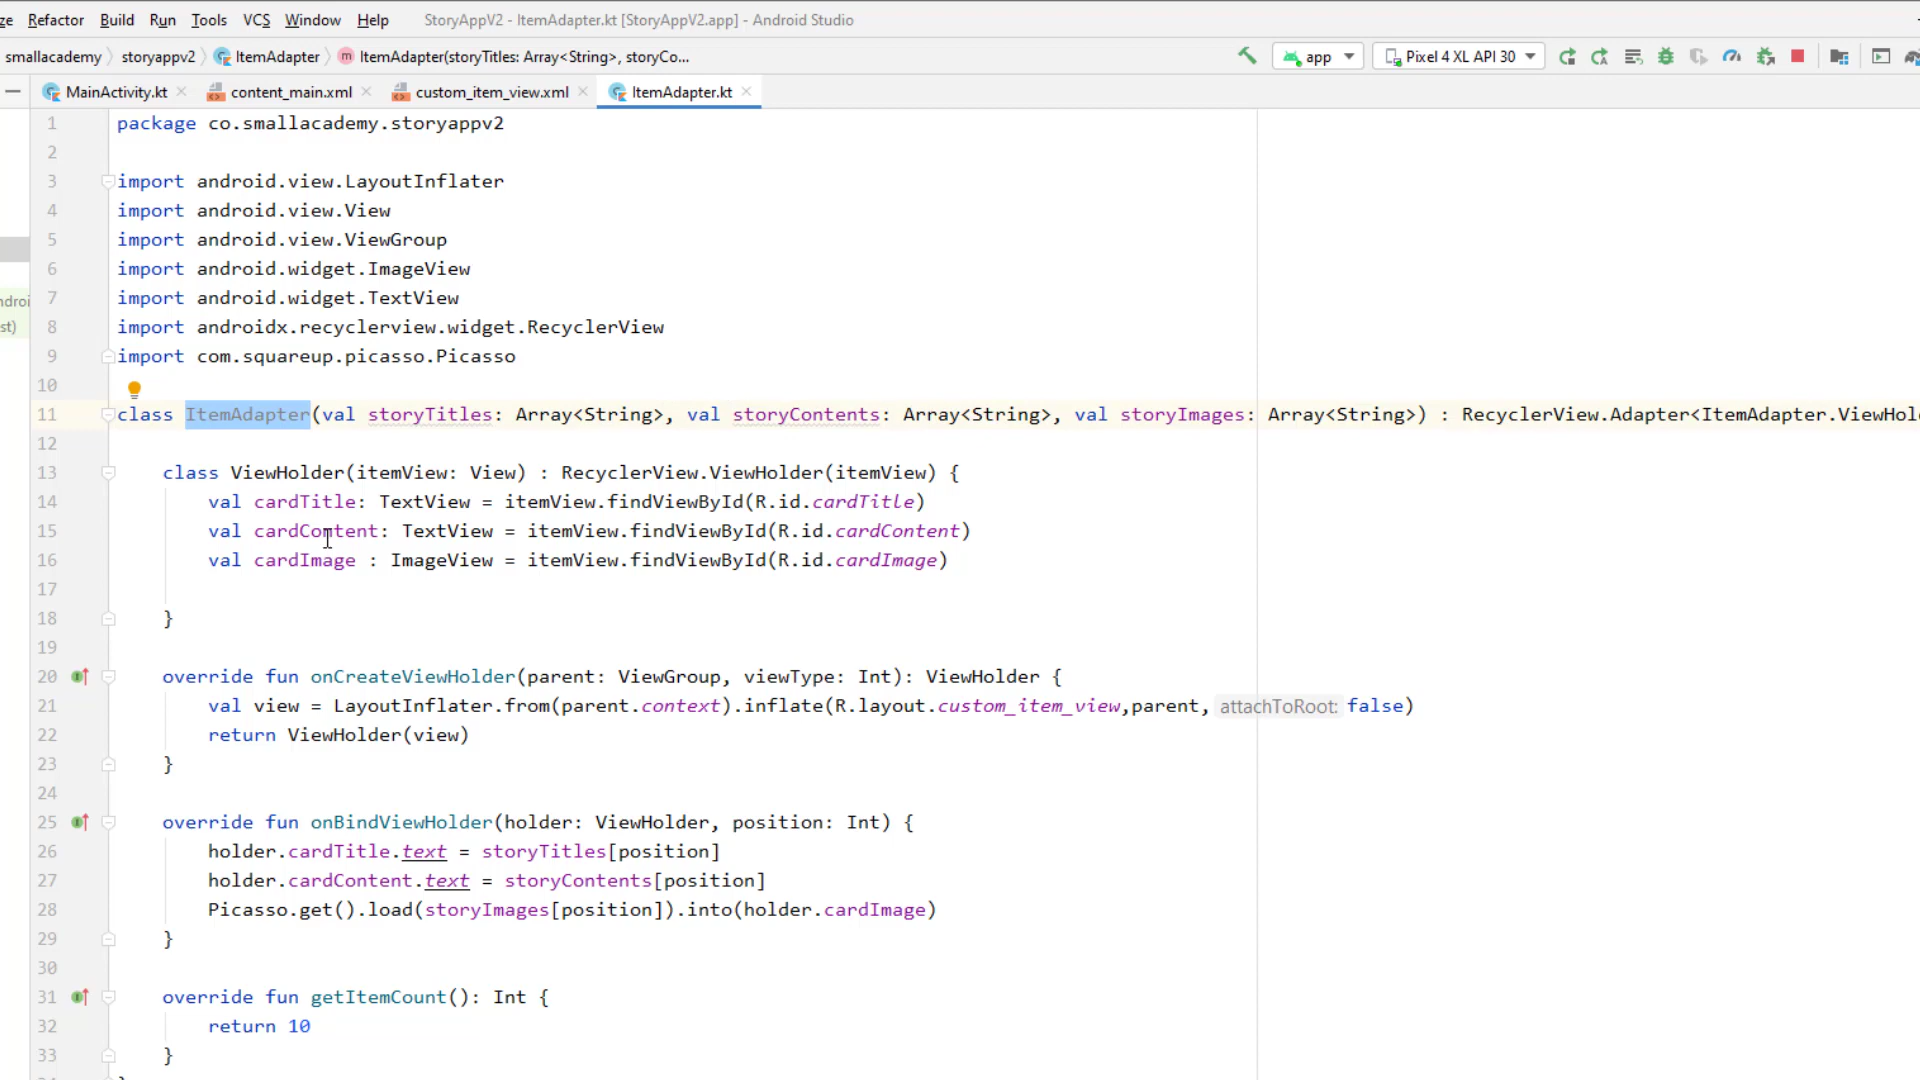 Refactor Build Run Tools VCS Window Help StoryAppV2 - ItemAdapter.kt [StoryAppV2.app] - Android Studio
smallacademy storyappv2 ItemAdapter m ItemAdapter(storyTitles: Array<String>, storyCo... app Pixel 4 XL API 30
MainActivity.kt content_main.xml custom_item_view.xml ItemAdapter.kt
1 package co.smallacademy.storyappv2
2
3 import android.view.LayoutInflater
4 import android.view.View
5 import android.view.ViewGroup
6 import android.widget.ImageView
7 import android.widget.TextView
8 import androidx.recyclerview.widget.RecyclerView
9 import com.squareup.picasso.Picasso
10
11 class ItemAdapter(val storyTitles: Array<String>, val storyContents: Array<String>, val storyImages: Array<String>) : RecyclerView.Adapter<ItemAdapter.ViewHol
12
13 class ViewHolder(itemView: View) : RecyclerView.ViewHolder(itemView) {
14 val cardTitle: TextView = itemView.findViewById(R.id.cardTitle)
15 val cardContent: TextView = itemView.findViewById(R.id.cardContent)
16 val cardImage : ImageView = itemView.findViewById(R.id.cardImage)
17
18 }
19
20 override fun onCreateViewHolder(parent: ViewGroup, viewType: Int): ViewHolder {
21 val view = LayoutInflater.from(parent.context).inflate(R.layout.custom_item_view,parent, attachToRoot: false)
22 return ViewHolder(view)
23 }
24
25 override fun onBindViewHolder(holder: ViewHolder, position: Int) {
26 holder.cardTitle.text = storyTitles[position]
27 holder.cardContent.text = storyContents[position]
28 Picasso.get().load(storyImages[position]).into(holder.cardImage)
29 }
30
31 override fun getItemCount(): Int {
32 return 10
33 }